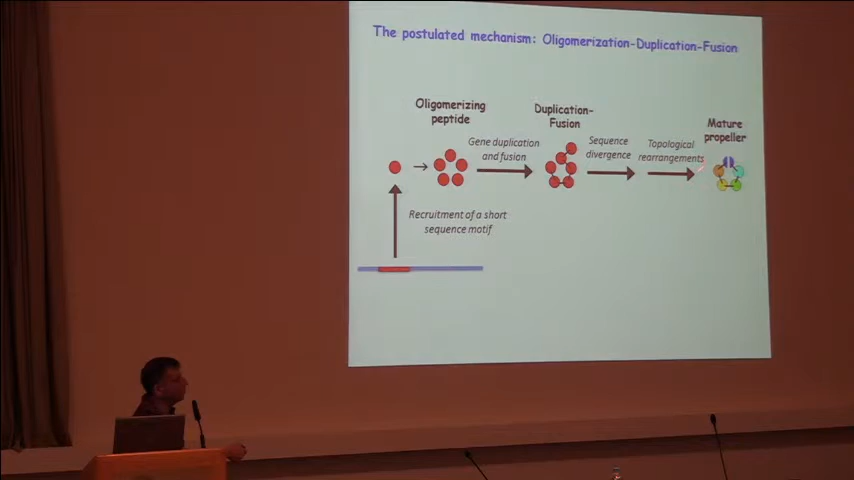 The postulated mechanism: Oligomerization-Duplication-Fusion
Oligomerizing
peptide
Duplication-
Fusion
Mature
propeller
Gene duplication
and fusion
Sequence
divergence
Topological
rearrangements
Recruitment of a short
sequence motif